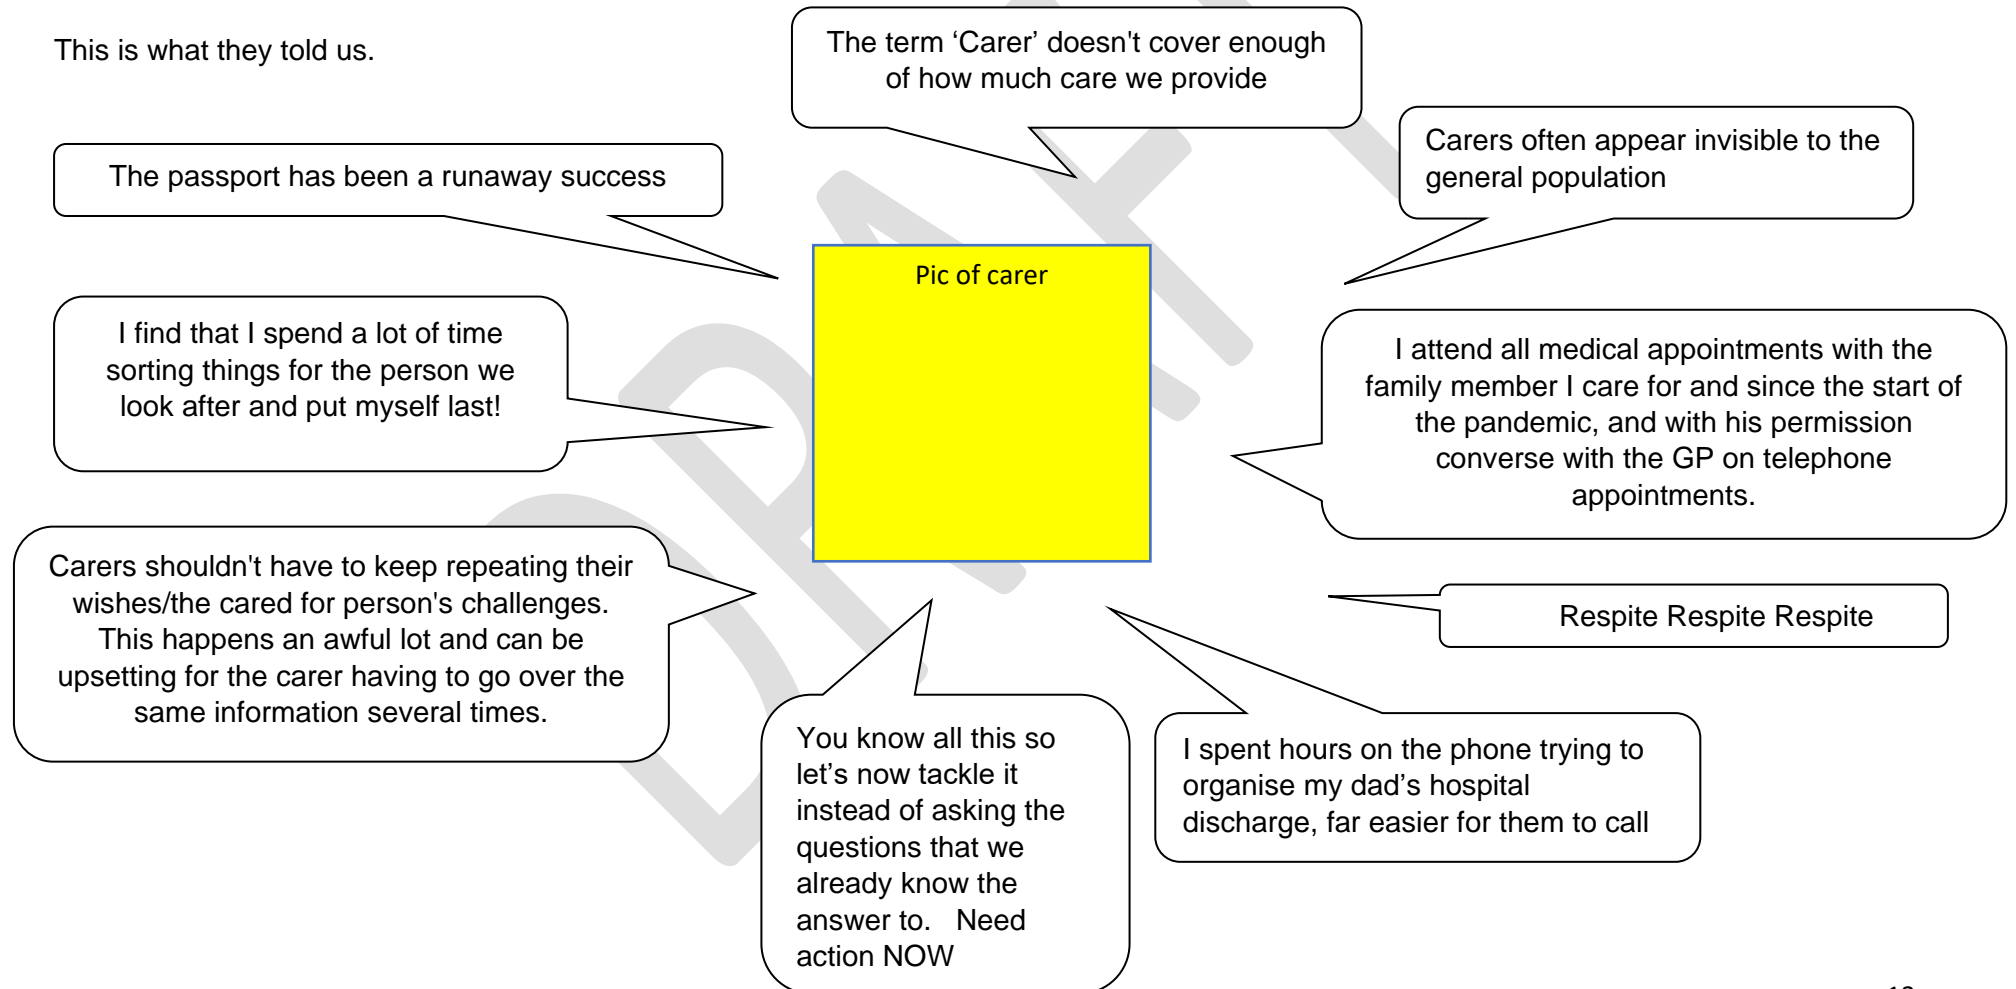 This is what they told us.
The term ‘Carer’ doesn't cover enough
of how much care we provide
Carers often appear invisible to the
general population
The passport has been a runaway success
Pic of carer
I find that I spend a lot of time
sorting things for the person we
look after and put myself last!
I attend all medical appointments with the
family member I care for and since the start of
the pandemic, and with his permission
converse with the GP on telephone
appointments.
Carers shouldn't have to keep repeating their
wishes/the cared for person's challenges.
This happens an awful lot and can be
upsetting for the carer having to go over the
same information several times.
Respite Respite Respite
You know all this so
let’s now tackle it
instead of asking the
questions that we
already know the
answer to.   Need
action NOW
I spent hours on the phone trying to
organise my dad’s hospital
discharge, far easier for them to call
DRAFT